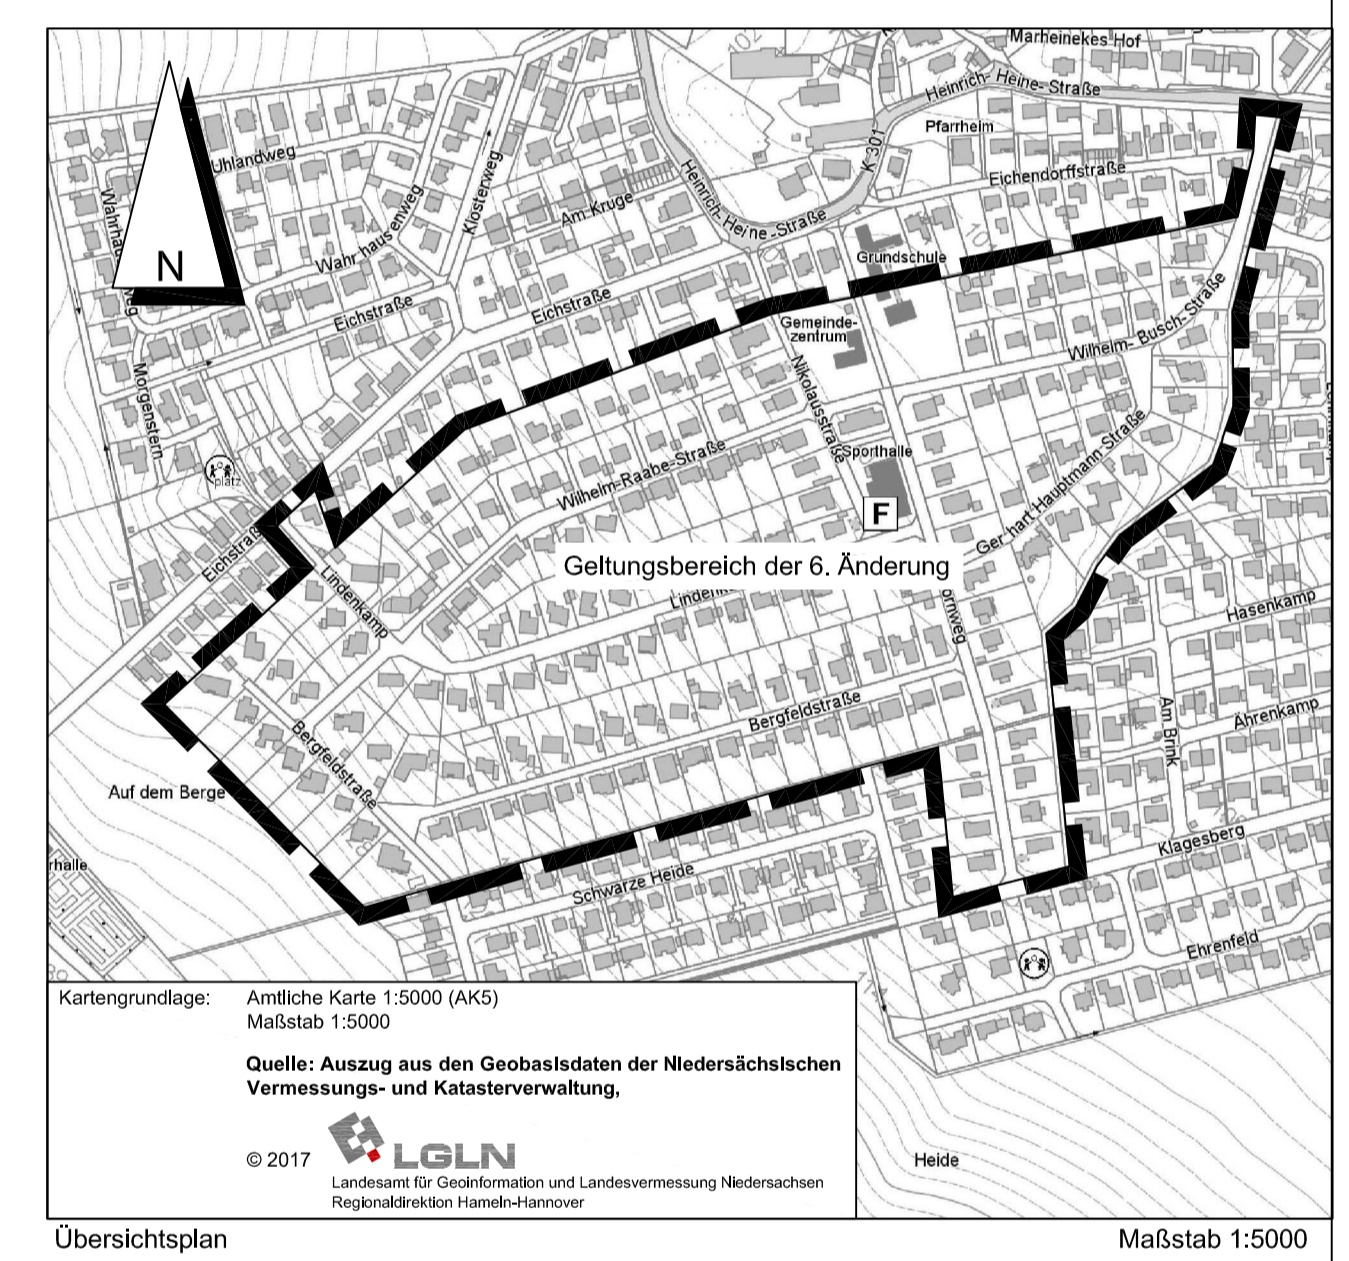 Marheinekes Hof
Heinrich- Heine- Straße
Pfarrheim
K 301
Eichendorffstraße
Uhlandweg
Klosterweg
Am Kruge
Heinrich-Heine-Straße
Wahrhausenweg
N
Grundschule
Eichstraße
Eichstraße
Gemeinde-
zentrum
Wilhelm-Busch-Straße
Morgenstern
Nikolausstraße
Sporthalle
platz
Wilhelm-Raabe-Straße
Gerhart Hauptmann-Straße
F
Eichstraße
Geltungsbereich der 6. Änderung
Lindenkamp
Hasenkamp
Bergfeldstraße
Am Brink
Ährenkamp
Bergfeldstraße
Auf dem Berge
Klagesberg
rhalle
Schwarze Heide
Ehrenfeld
Heide
Kartengrundlage: Amtliche Karte 1:5000 (AK5)
Maßstab 1:5000
Quelle: Auszug aus den Geobasisdaten der Niedersächsischen
Vermessungs- und Katasterverwaltung,
© 2017 LGLN
Landesamt für Geoinformation und Landesvermessung Niedersachsen
Regionaldirektion Hameln-Hannover
Übersichtsplan Maßstab 1:5000